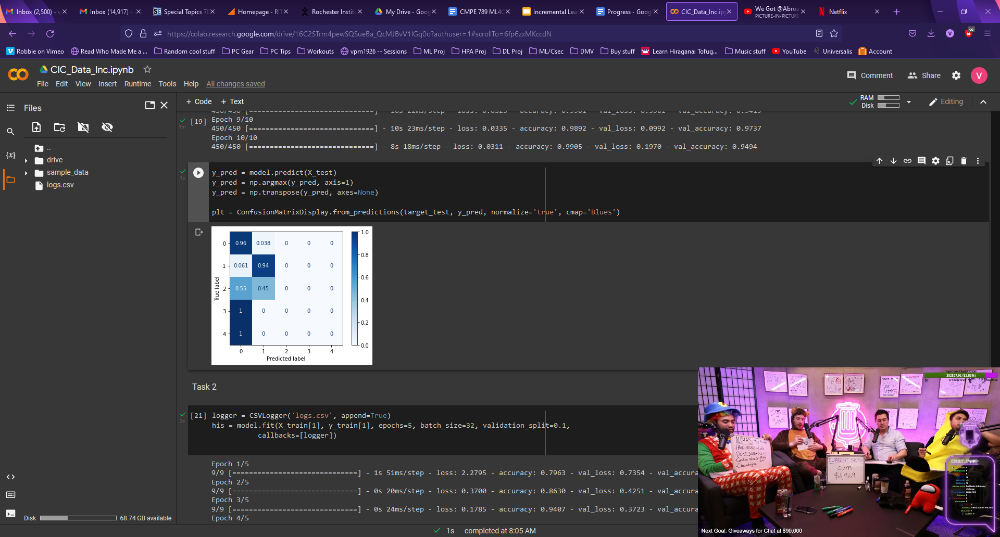 Inbox (2,500) - v
Inbox (14,917) -
Special Topics 78
Homepage - RIT
Rochester Institu
My Drive - Goog
CMPE 789 ML4C
Incremental Lea
Progress - Goog
CIC_Data_Inc.ip
We Got @Abroa
PICTURE-IN-PICTURE
Netflix
https://colab.research.google.com/drive/16C2STrm4pewSQSueBa_QcMJBvV1IGq0o?authuser=1#scrollTo=6fp6zxMKccdN
Robbie on Vimeo
Read Who Made Me a ...
Random cool stuff
PC Gear
PC Tips
Workouts
vpm1926 -- Sessions
ML Proj
HPA Proj
DL Proj
ML/Csec
DMV
Buy stuff
Learn Hiragana: Tofug...
Music stuff
YouTube
Universalis
Account
CIC_Data_Inc.ipynb
File Edit View Insert Runtime Tools Help All changes saved
Comment
Share
V
Files
+ Code + Text
RAM
Disk
Editing
..
drive
sample_data
logs.csv
[19]
1m
Epoch 9/10
450/450 [==============================] - 10s 23ms/step - loss: 0.0335 - accuracy: 0.9892 - val_loss: 0.0992 - val_accuracy: 0.9737
Epoch 10/10
450/450 [==============================] - 8s 18ms/step - loss: 0.0311 - accuracy: 0.9905 - val_loss: 0.1970 - val_accuracy: 0.9494
1s
y_pred = model.predict(X_test)
y_pred = np.argmax(y_pred, axis=1)
y_pred = np.transpose(y_pred, axes=None)
plt = ConfusionMatrixDisplay.from_predictions(target_test, y_pred, normalize='true', cmap='Blues')
0 0.96 0.038 0 0 0
1 0.061 0.94 0 0 0
2 0.55 0.45 0 0 0
3 1 0 0 0 0
4 1 0 0 0 0
0 1 2 3 4
True label
Predicted label
1.0
0.8
0.6
0.4
0.2
0.0
Task 2
[21]
2s
logger = CSVLogger('logs.csv', append=True)
his = model.fit(X_train[1], y_train[1], epochs=5, batch_size=32, validation_split=0.1,
callbacks=[logger])
Epoch 1/5
9/9 [==============================] - 1s 51ms/step - loss: 2.2795 - accuracy: 0.7963 - val_loss: 0.7354 - val_accura
Epoch 2/5
9/9 [==============================] - 0s 20ms/step - loss: 0.3700 - accuracy: 0.8630 - val_loss: 0.4251 - val_accura
Epoch 3/5
9/9 [==============================] - 0s 24ms/step - loss: 0.1785 - accuracy: 0.9407 - val_loss: 0.3723 - val_accura
Epoch 4/5
Disk
68.74 GB available
1s completed at 8:05 AM
$82827.91 (82.83%)
ALPHAS
IRON MOUSE
CURRENT SIGMA
cum
$6,969
Next Goal: Giveaways for Chat at $90,000